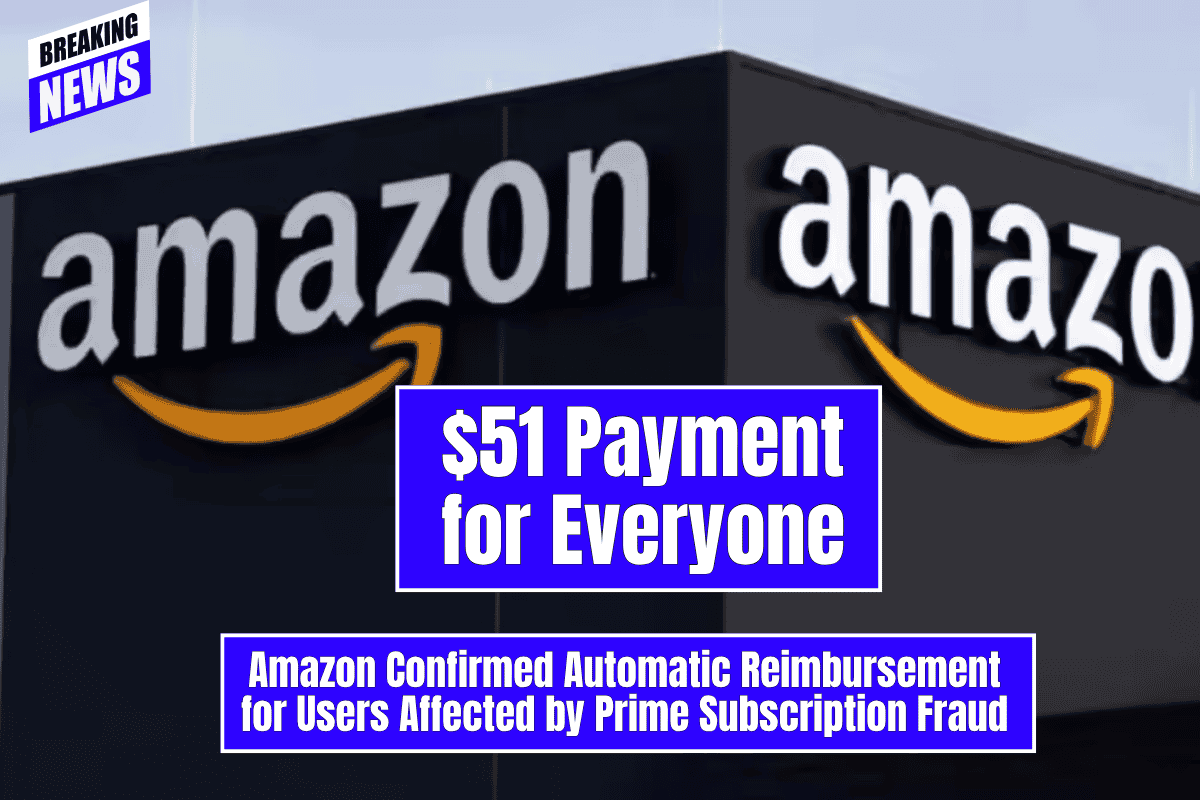 BREAKING
NEWS
amazon
amazo
$51 Payment
for Everyone
Amazon Confirmed Automatic Reimbursement
for Users Affected by Prime Subscription Fraud